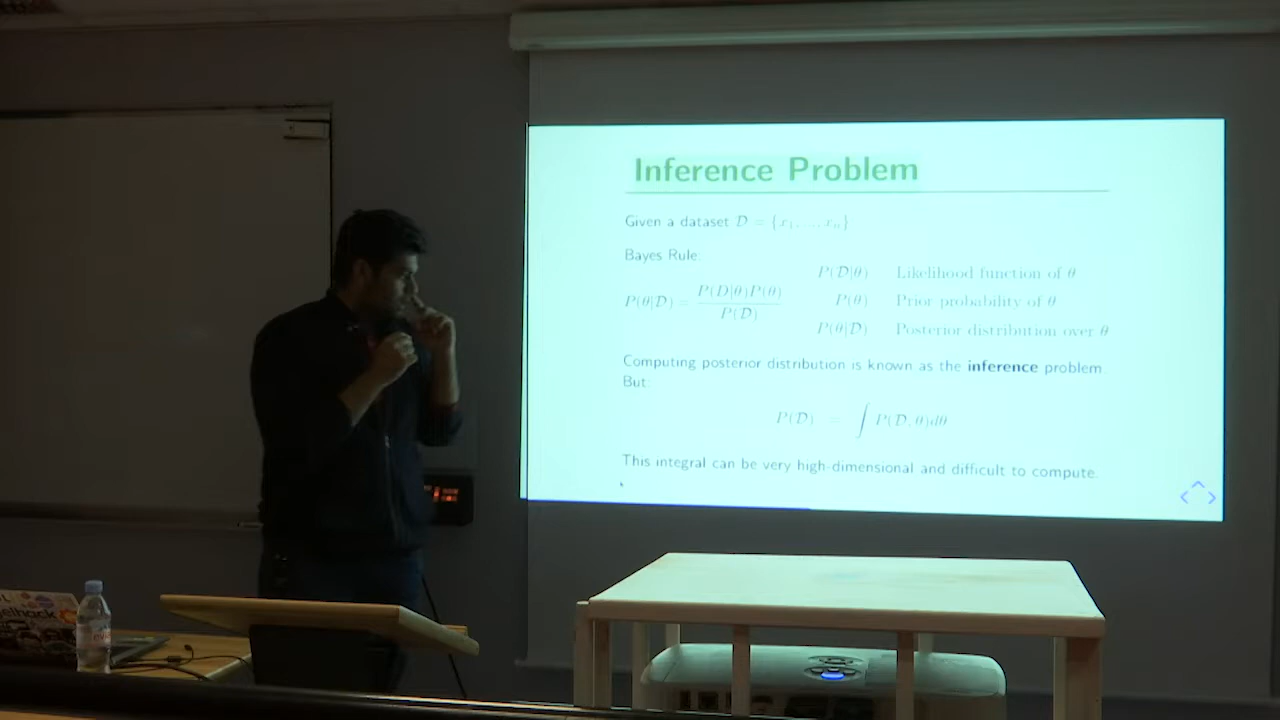 Inference Problem
Given a dataset D = {x₁, ..., xₙ}
Bayes Rule:
P(D|θ) Likelihood function of θ
P(θ|D) = P(D|θ)P(θ) / P(D)
P(θ) Prior probability of θ
P(θ|D) Posterior distribution over θ
Computing posterior distribution is known as the inference problem.
But:
P(D) = ∫ P(D, θ)dθ
This integral can be very high-dimensional and difficult to compute.